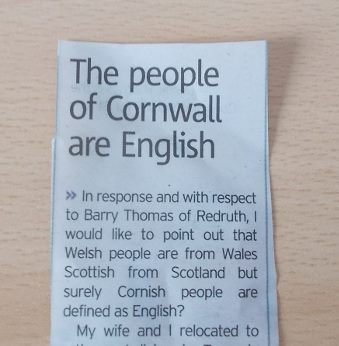 The people
of Cornwall
are English
» In response and with respect
to Barry Thomas of Redruth, I
would like to point out that
Welsh people are from Wales
Scottish from Scotland but
surely Cornish people are
defined as English?
My wife and I relocated to